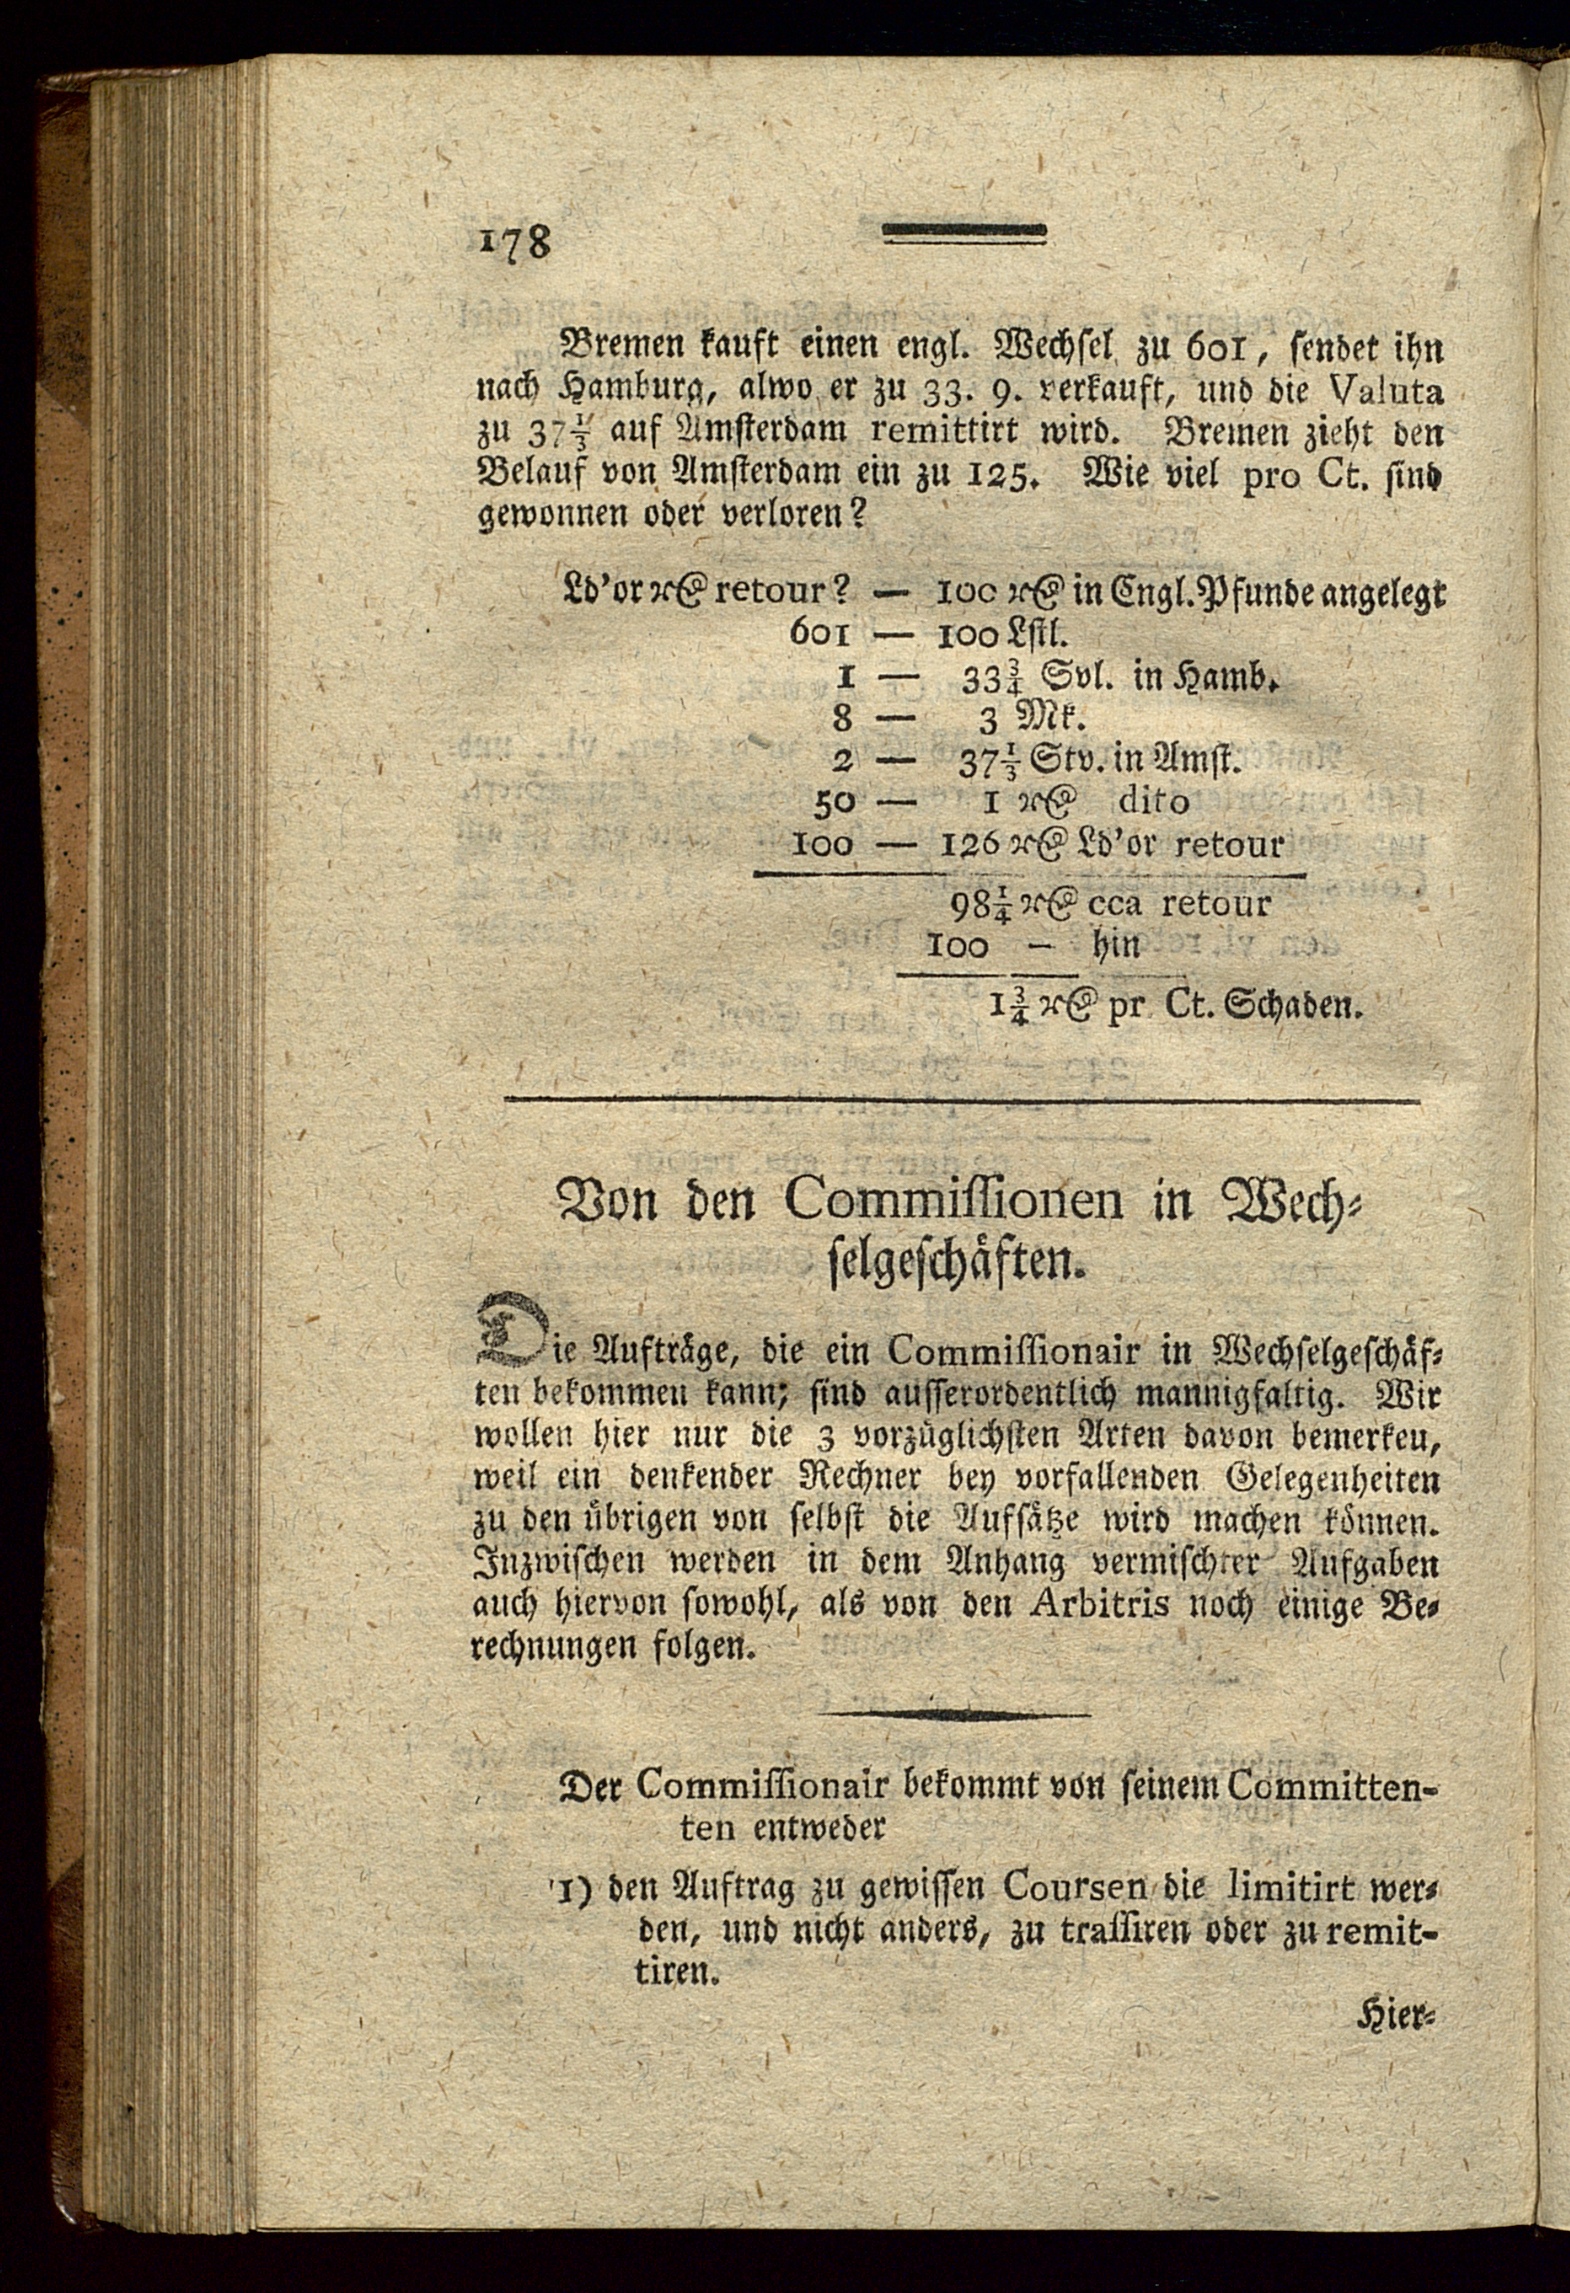 178
Bremen kauft einen engl. Wechsel zu 601, sendet ihn
nach Hamburg, alwo er zu 33. 9. verkauft, und die Valuta
zu 37⅓ auf Amsterdam remittirt wird. Bremen zieht den
Belauf von Amsterdam ein zu 125. Wie viel pro Ct. sind
gewonnen oder verloren?
Ld'or ℛ retour? — 100 ℛ in Engl. Pfunde angelegt
601 — 100 Lstl.
1 — 33¾ Svl. in Hamb.
8 — 3 Mk.
2 — 37⅓ Stv. in Amst.
50 — 1 ℛ dito
100 — 126 ℛ Ld'or retour
98¼ ℛ cca retour
100 — hin
1¾ ℛ pr Ct. Schaden.
Von den Commissionen in Wech-
selgeschäften.
Die Aufträge, die ein Commissionair in Wechselgeschäf-
ten bekommen kann; sind ausserordentlich mannigfaltig. Wir
wollen hier nur die 3 vorzüglichsten Arten davon bemerkeu,
weil ein denkender Rechner bey vorfallenden Gelegenheiten
zu den übrigen von selbst die Aufsätze wird machen können.
Inzwischen werden in dem Anhang vermischter Aufgaben
auch hiervon sowohl, als von den Arbitris noch einige Be-
rechnungen folgen.
Der Commissionair bekommt von seinem Committen-
ten entweder
1) den Auftrag zu gewissen Coursen die limitirt wer-
den, und nicht anders, zu trassiren oder zu remit-
tiren.
Hier-